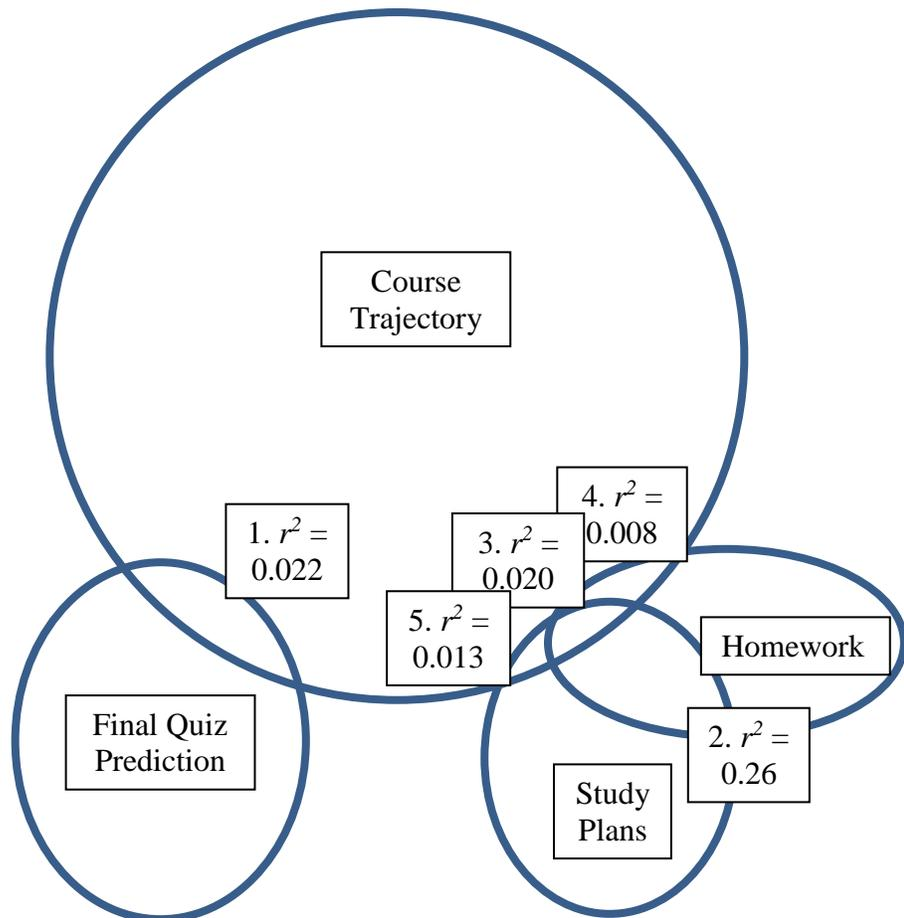 Course
Trajectory
4. r² =
0.008
1. r² =
0.022
3. r² =
0.020
5. r² =
0.013
Homework
Final Quiz
Prediction
2. r² =
0.26
Study
Plans